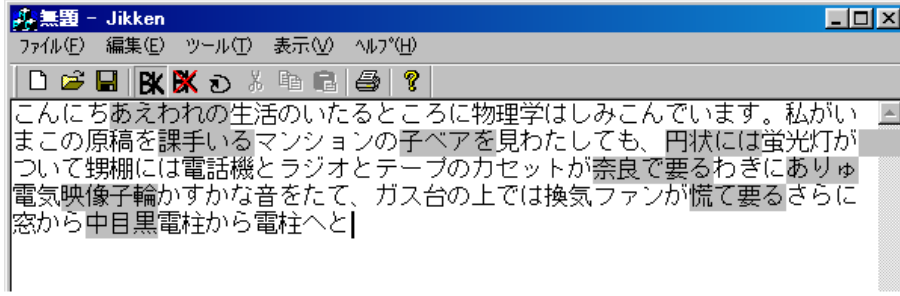 無題 - Jikken
ファイル(F) 編集(E) ツール(T) 表示(V) ヘルプ(H)
BK BK
こんにちあえわれの生活のいたるところに物理学はしみこんでいます。私がい
まこの原稿を課手いるマンションの子ベアを見わたしても、円状には蛍光灯が
ついて甥棚には電話機とラジオとテープのカセットが奈良で要るわぎにありゅ
電気映像子輪かすかな音をたて、ガス台の上では換気ファンが慌て要るさらに
窓から中目黒電柱から電柱へと